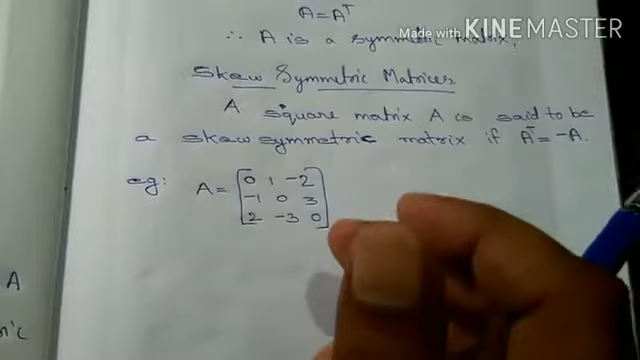 A = Aᵀ
Made with KINEMASTER
∴ A is a symmetric matrix.
Skew Symmetric Matrices
A square matrix A is said to be
a skew symmetric matrix if Aᵀ = -A.
eg: A = [0 1 -2
-1 0 3
2 -3 0]
A